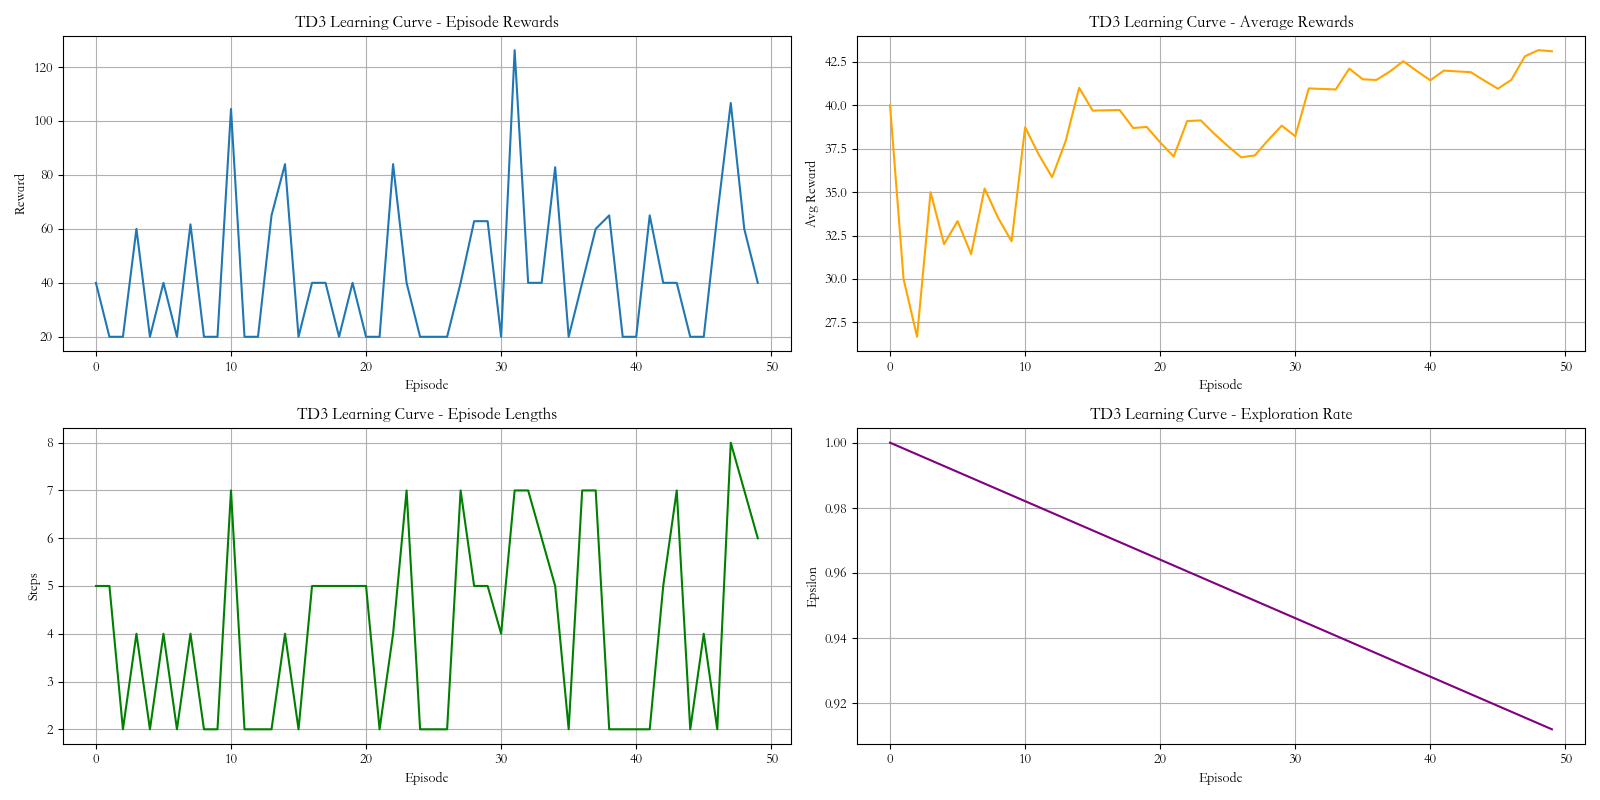 TD3 Learning Curve - Episode Rewards
Reward
120
100
80
60
40
20
0 10 20 30 40 50
Episode
TD3 Learning Curve - Average Rewards
Avg Reward
42.5
40.0
37.5
35.0
32.5
30.0
27.5
0 10 20 30 40 50
Episode
TD3 Learning Curve - Episode Lengths
Steps
8
7
6
5
4
3
2
0 10 20 30 40 50
Episode
TD3 Learning Curve - Exploration Rate
Epsilon
1.00
0.98
0.96
0.94
0.92
0 10 20 30 40 50
Episode